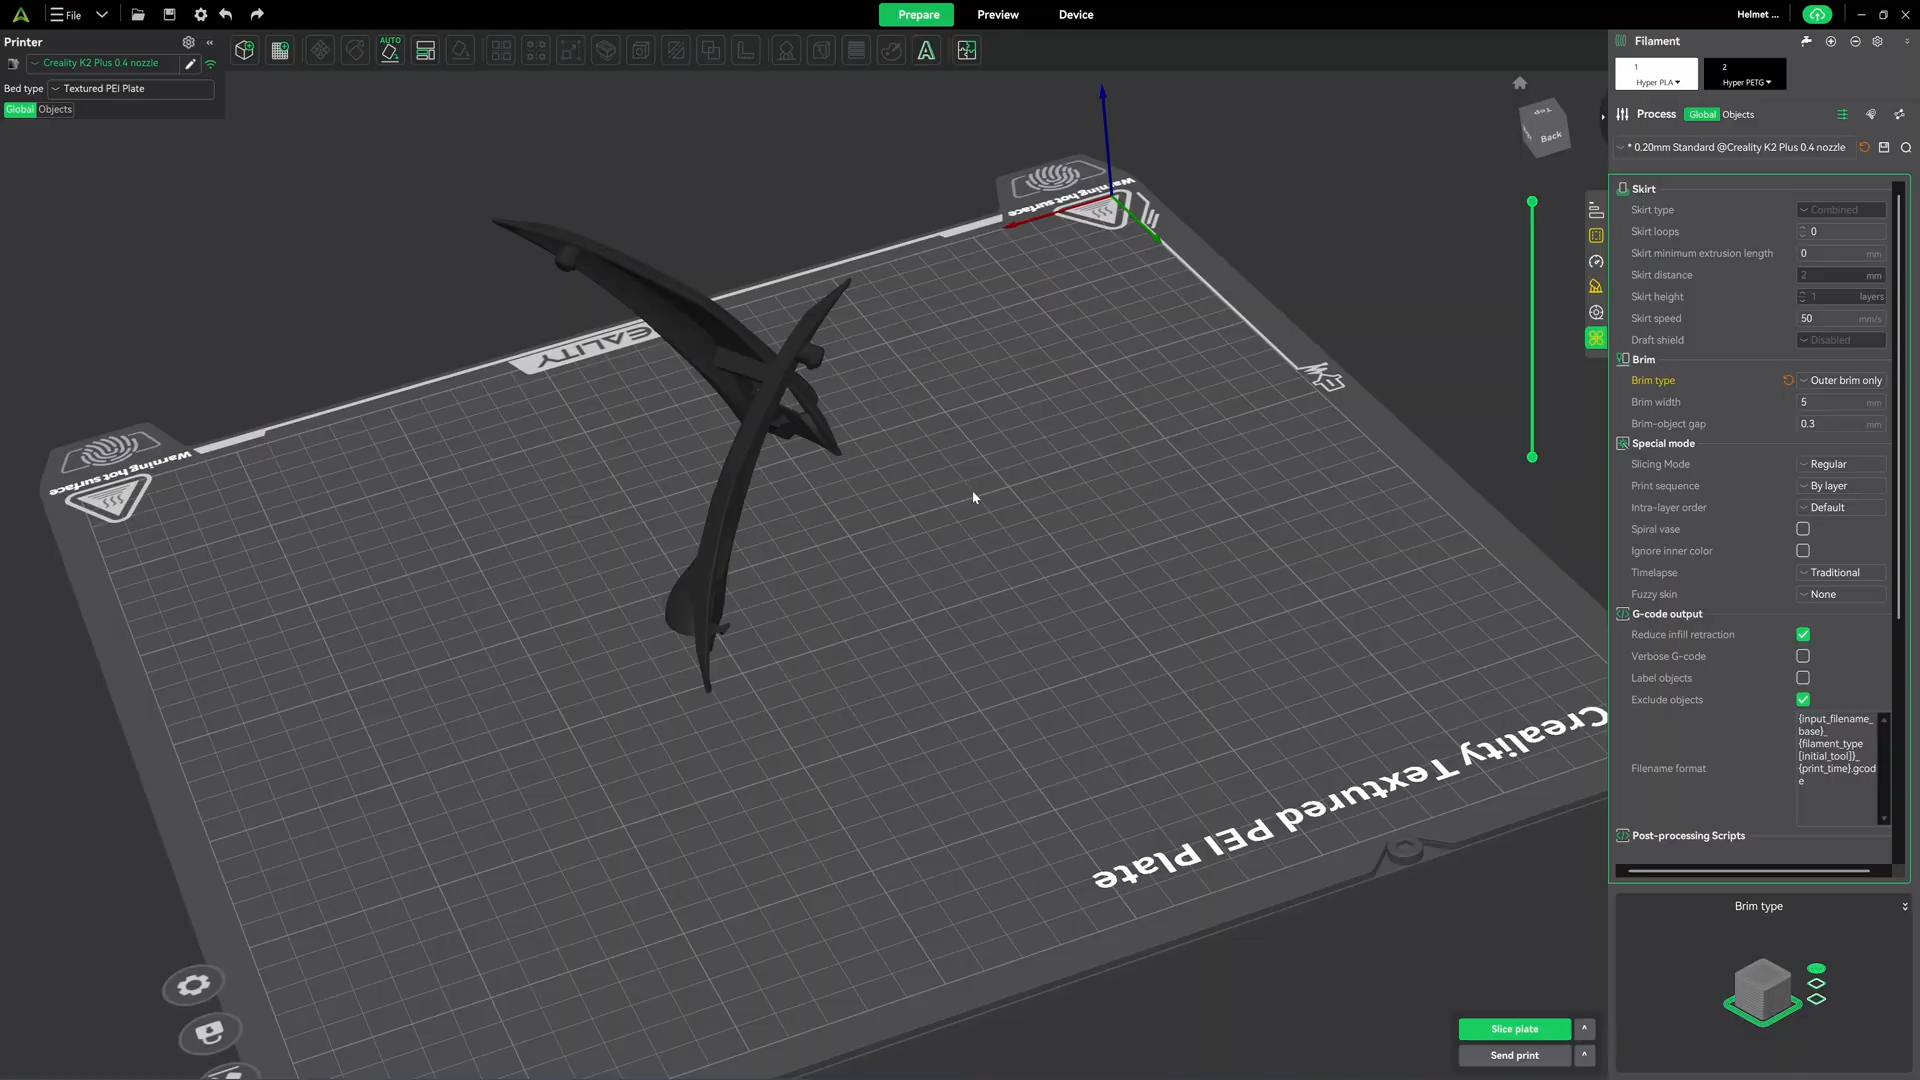 File
Prepare
Preview
Device
Helmet ...
Printer
Creality K2 Plus 0.4 nozzle
Bed type
Textured PEI Plate
Global
Objects
AUTO
Filament
1
Hyper PLA
2
Hyper PETG
Process
Global
Objects
* 0.20mm Standard @Creality K2 Plus 0.4 nozzle
Top
Back
Warning hot surface
EALITY
Warning hot surface
Creality Textured PEI Plate
Skirt
Skirt type
Combined
Skirt loops
0
Skirt minimum extrusion length
0
mm
Skirt distance
2
mm
Skirt height
1
layers
Skirt speed
50
mm/s
Draft shield
Disabled
Brim
Brim type
Outer brim only
Brim width
5
mm
Brim-object gap
0.3
mm
Special mode
Slicing Mode
Regular
Print sequence
By layer
Intra-layer order
Default
Spiral vase
Ignore inner color
Timelapse
Traditional
Fuzzy skin
None
G-code output
Reduce infill retraction
Verbose G-code
Label objects
Exclude objects
Filename format
{input_filename_
base}_
{filament_type
[initial_tool]}_
{print_time}.gcod
e
Post-processing Scripts
Brim type
Slice plate
Send print